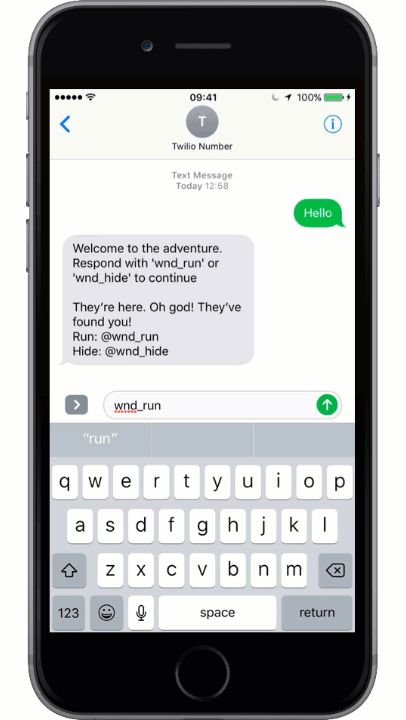 09:41
100%
T
Twilio Number
Text Message
Today 12:58
Hello
Welcome to the adventure.
Respond with 'wnd_run' or
'wnd_hide' to continue
They're here. Oh god! They've
found you!
Run: @wnd_run
Hide: @wnd_hide
wnd_run
"run"
q w e r t y u i o p
a s d f g h j k l
z x c v b n m
123 space return